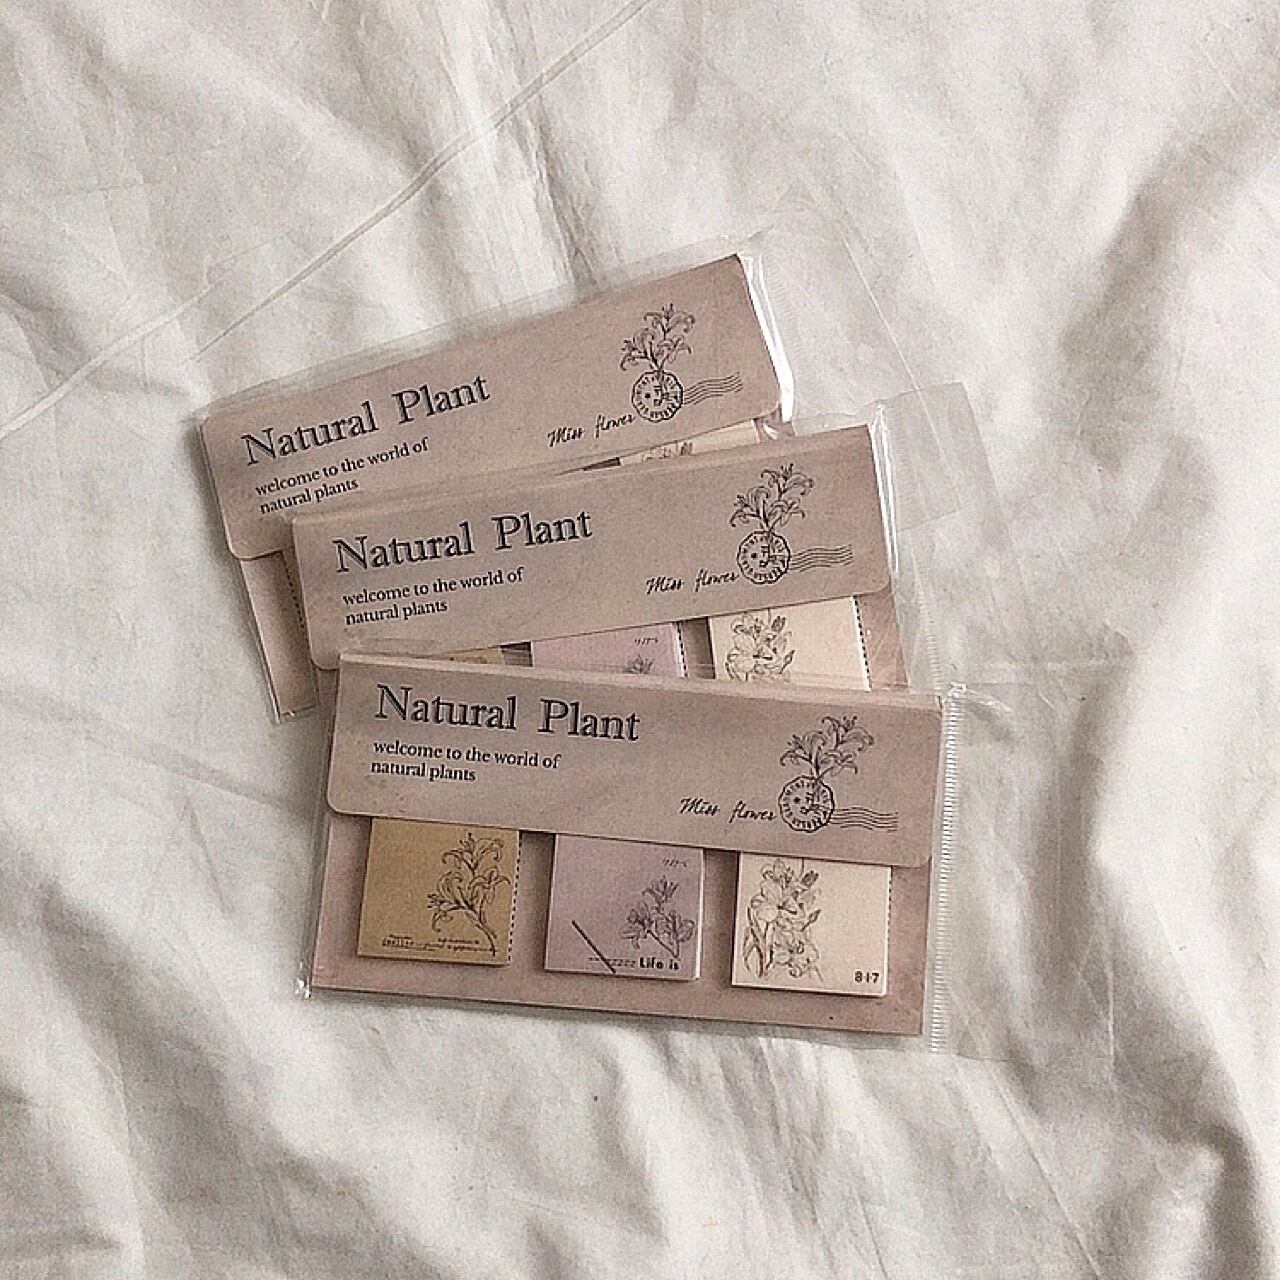 Natural Plant
welcome to the world of
natural plants
Miss flower
Natural Plant
welcome to the world of
natural plants
Miss flower
Natural Plant
welcome to the world of
natural plants
Miss flower
Life is
817